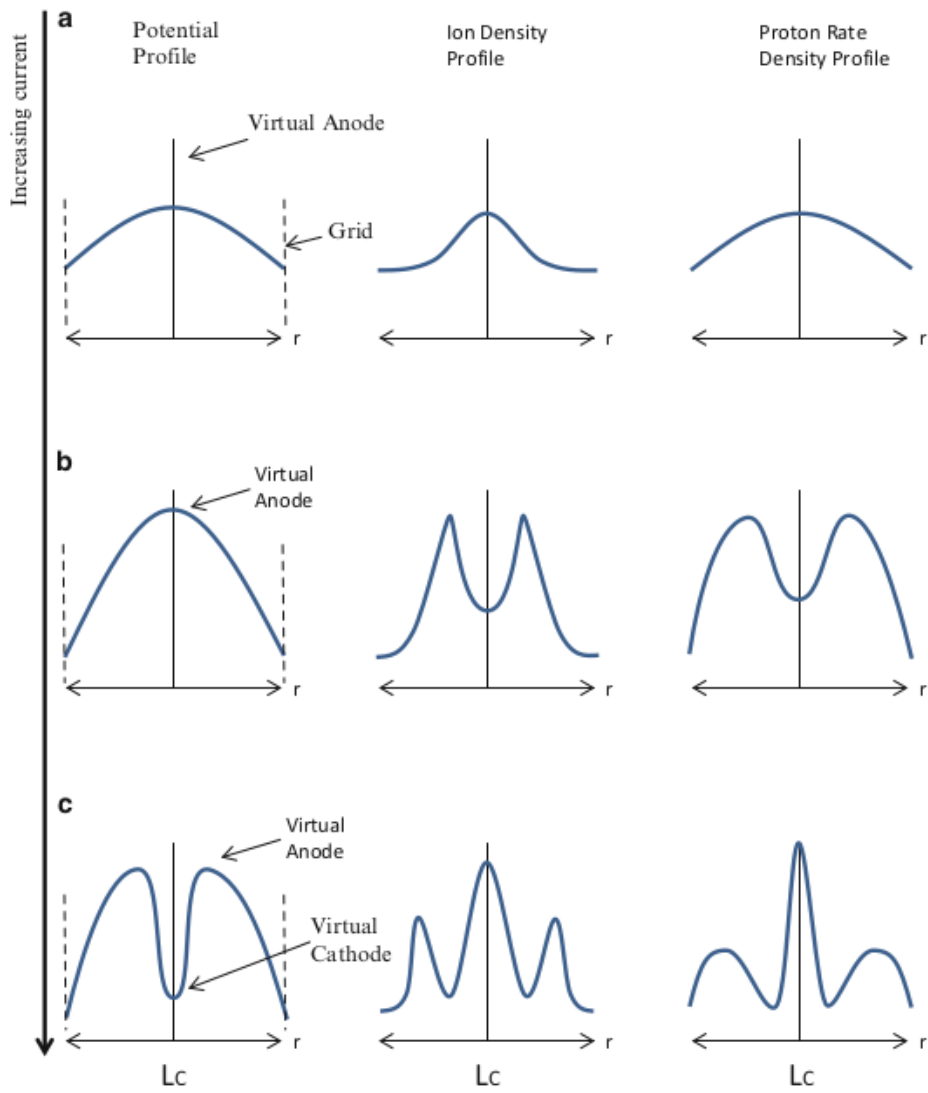 Increasing current
a
Potential
Profile
Ion Density
Profile
Proton Rate
Density Profile
Virtual Anode
Grid
r
r
r
b
Virtual
Anode
r
r
r
c
Virtual
Anode
Virtual
Cathode
r
r
r
Lc
Lc
Lc